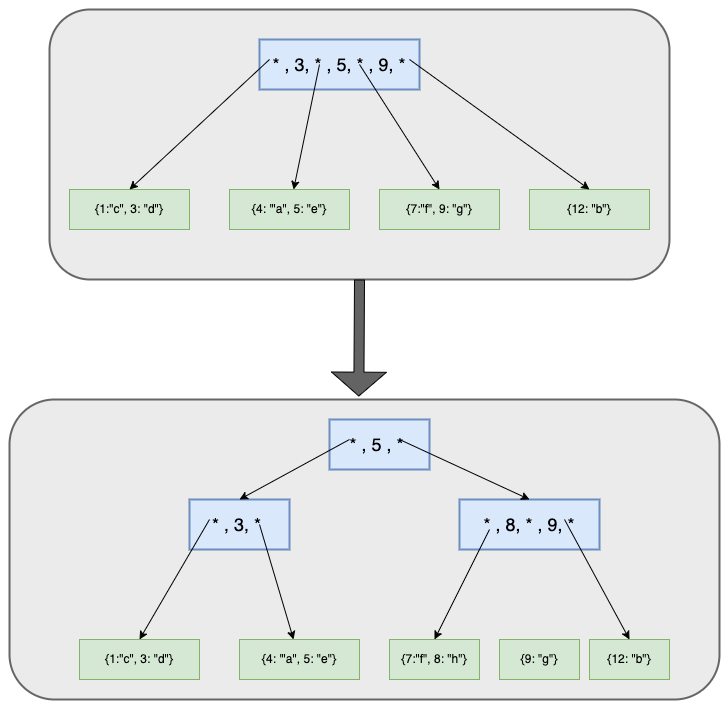 * , 3, * , 5, * , 9, *
{1:"c", 3: "d"}
{4: '"a", 5: "e"}
{7:"f", 9: "g"}
{12: "b"}
* , 5 , *
* , 3, *
* , 8, * , 9, *
{1:"c", 3: "d"}
{4: '"a", 5: "e"}
{7:"f", 8: "h"}
{9: "g"}
{12: "b"}